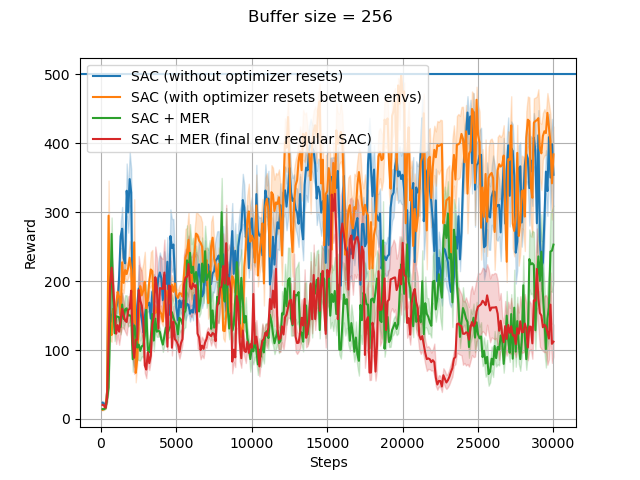 Buffer size = 256
500
400
300
200
100
0
Reward
SAC (without optimizer resets)
SAC (with optimizer resets between envs)
SAC + MER
SAC + MER (final env regular SAC)
0 5000 10000 15000 20000 25000 30000
Steps